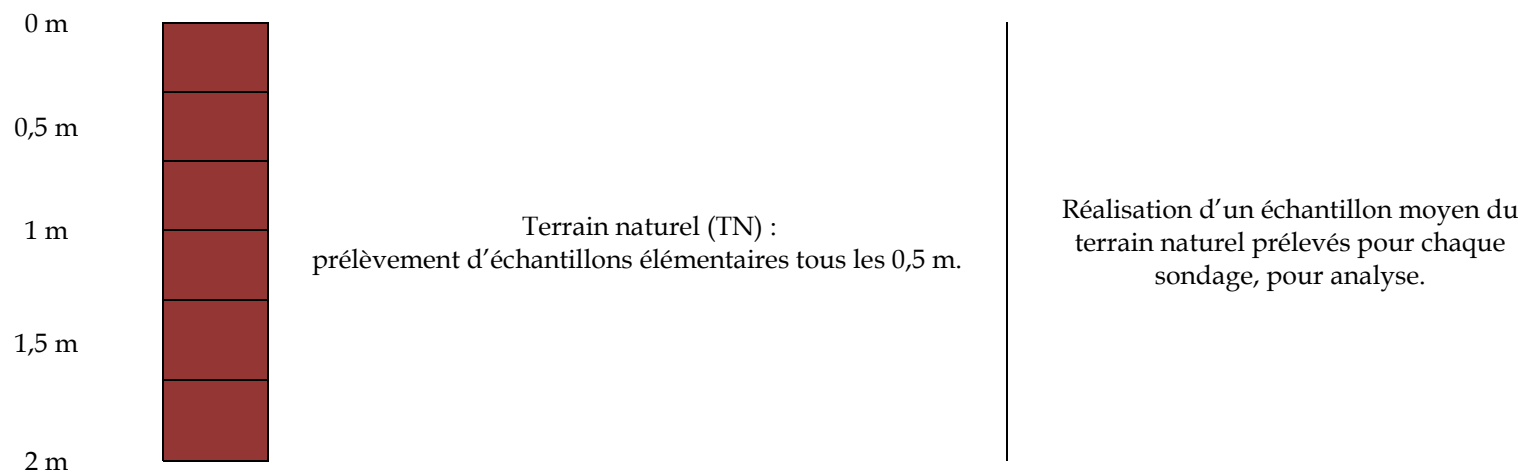 0 m
0,5 m
1 m
1,5 m
2 m
Terrain naturel (TN) :
prélèvement d’échantillons élémentaires tous les 0,5 m.
Réalisation d’un échantillon moyen du
terrain naturel prélevés pour chaque
sondage, pour analyse.